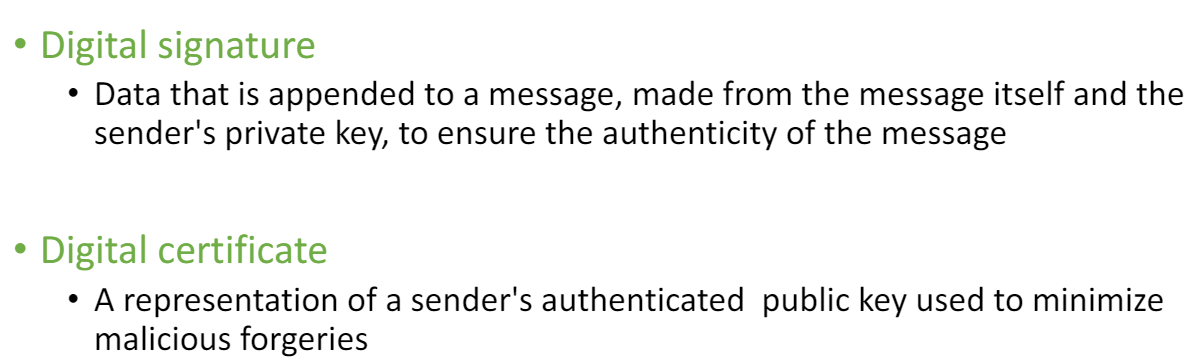 • Digital signature
• Data that is appended to a message, made from the message itself and the
sender's private key, to ensure the authenticity of the message
• Digital certificate
• A representation of a sender's authenticated  public key used to minimize
malicious forgeries